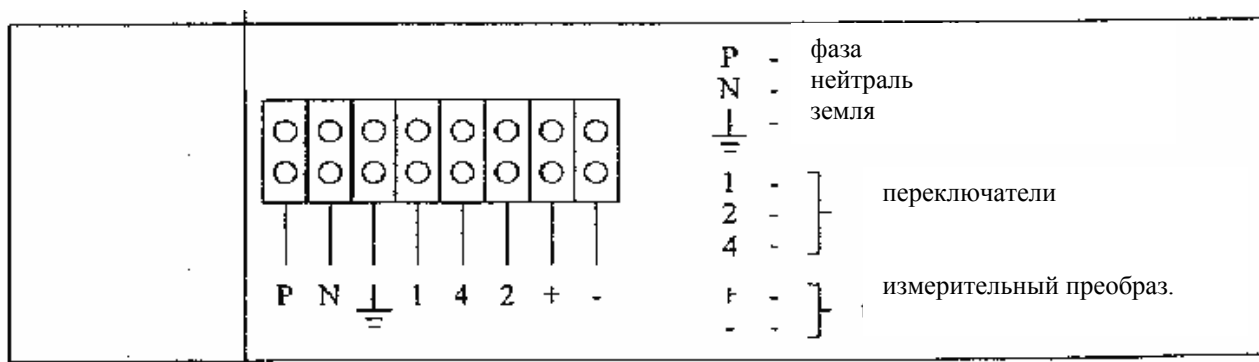 P - фаза
N - нейтраль
⏚ - земля
1 -
2 - переключатели
4 -
+ - измерительный преобраз.
- -
P N ⏚ 1 4 2 + -